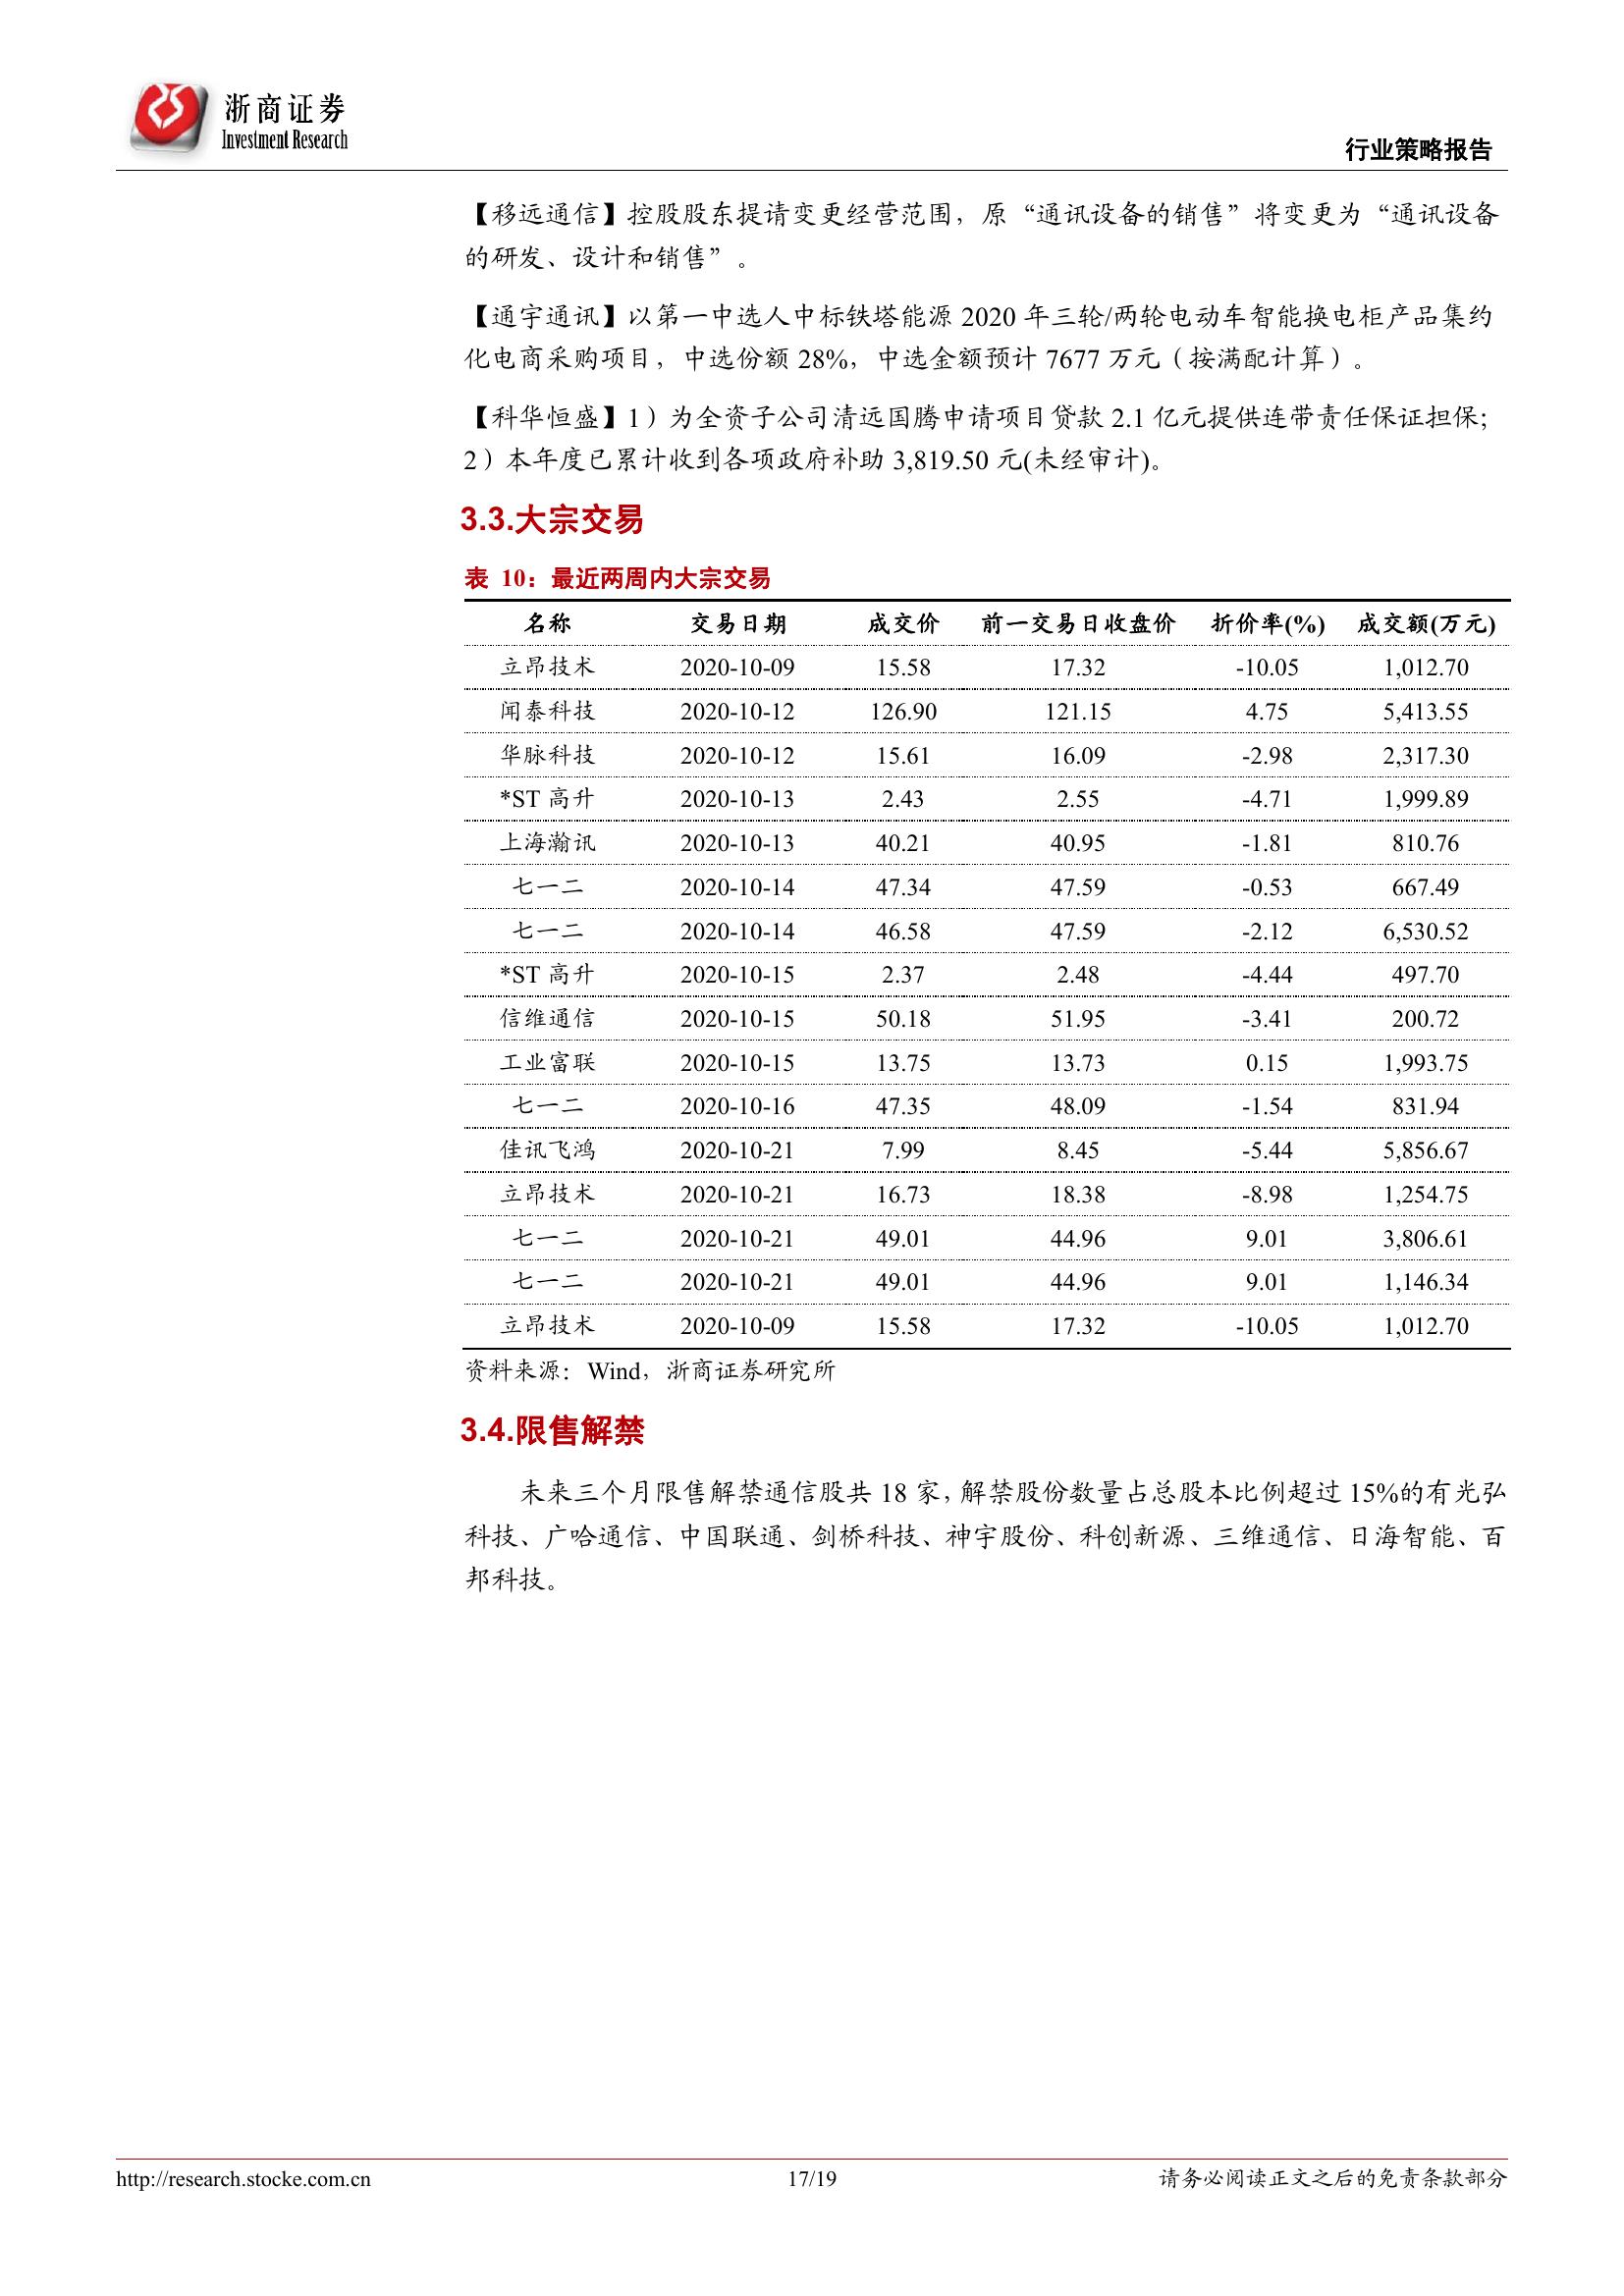 浙商证券
Investment Research
行业策略报告
【移远通信】控股股东提请变更经营范围，原“通讯设备的销售”将变更为“通讯设备
的研发、设计和销售”。
【通宇通讯】以第一中选人中标铁塔能源 2020 年三轮/两轮电动车智能换电柜产品集约
化电商采购项目，中选份额 28%，中选金额预计 7677 万元（按满配计算）。
【科华恒盛】1）为全资子公司清远国腾申请项目贷款 2.1 亿元提供连带责任保证担保；
2）本年度已累计收到各项政府补助 3,819.50 元(未经审计)。
3.3.大宗交易
表 10：最近两周内大宗交易
名称 交易日期 成交价 前一交易日收盘价 折价率(%) 成交额(万元)
立昂技术 2020-10-09 15.58 17.32 -10.05 1,012.70
闻泰科技 2020-10-12 126.90 121.15 4.75 5,413.55
华脉科技 2020-10-12 15.61 16.09 -2.98 2,317.30
*ST 高升 2020-10-13 2.43 2.55 -4.71 1,999.89
上海瀚讯 2020-10-13 40.21 40.95 -1.81 810.76
七一二 2020-10-14 47.34 47.59 -0.53 667.49
七一二 2020-10-14 46.58 47.59 -2.12 6,530.52
*ST 高升 2020-10-15 2.37 2.48 -4.44 497.70
信维通信 2020-10-15 50.18 51.95 -3.41 200.72
工业富联 2020-10-15 13.75 13.73 0.15 1,993.75
七一二 2020-10-16 47.35 48.09 -1.54 831.94
佳讯飞鸿 2020-10-21 7.99 8.45 -5.44 5,856.67
立昂技术 2020-10-21 16.73 18.38 -8.98 1,254.75
七一二 2020-10-21 49.01 44.96 9.01 3,806.61
七一二 2020-10-21 49.01 44.96 9.01 1,146.34
立昂技术 2020-10-09 15.58 17.32 -10.05 1,012.70
资料来源：Wind，浙商证券研究所
3.4.限售解禁
未来三个月限售解禁通信股共 18 家，解禁股份数量占总股本比例超过 15%的有光弘
科技、广哈通信、中国联通、剑桥科技、神宇股份、科创新源、三维通信、日海智能、百
邦科技。
http://research.stocke.com.cn 17/19 请务必阅读正文之后的免责条款部分